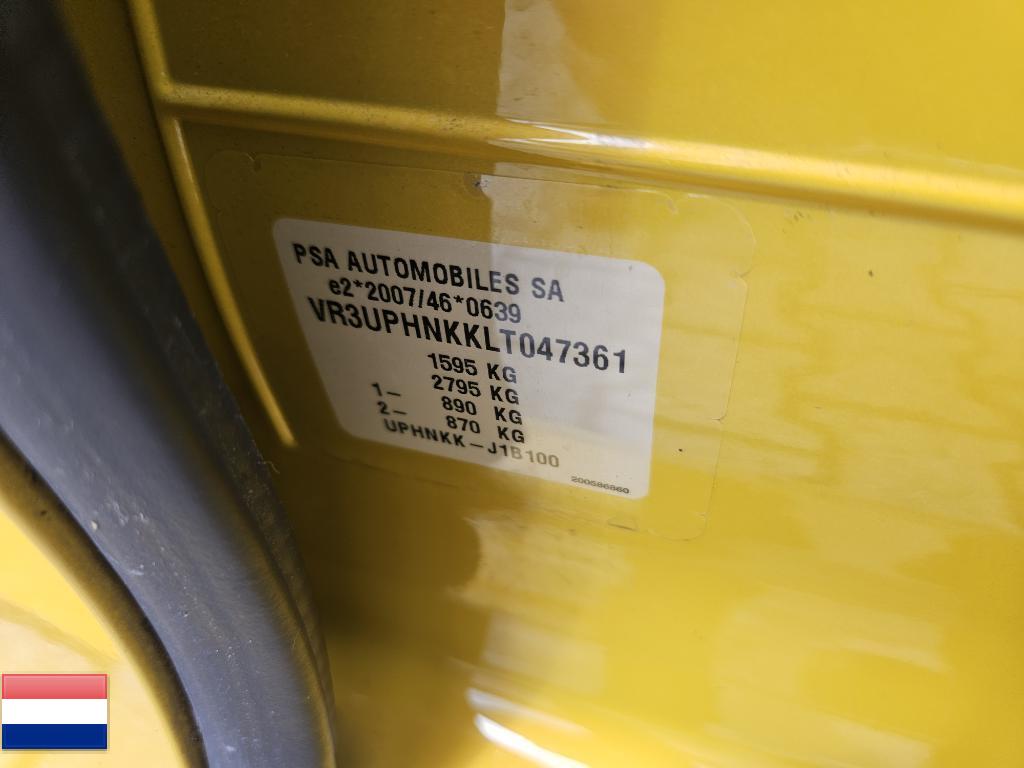 PSA AUTOMOBILES SA
e2*2007/46*0639
VR3UPHNKKLT047361
1595 KG
2795 KG
1– 890 KG
2– 870 KG
UPHNKK–J1B100
200586860